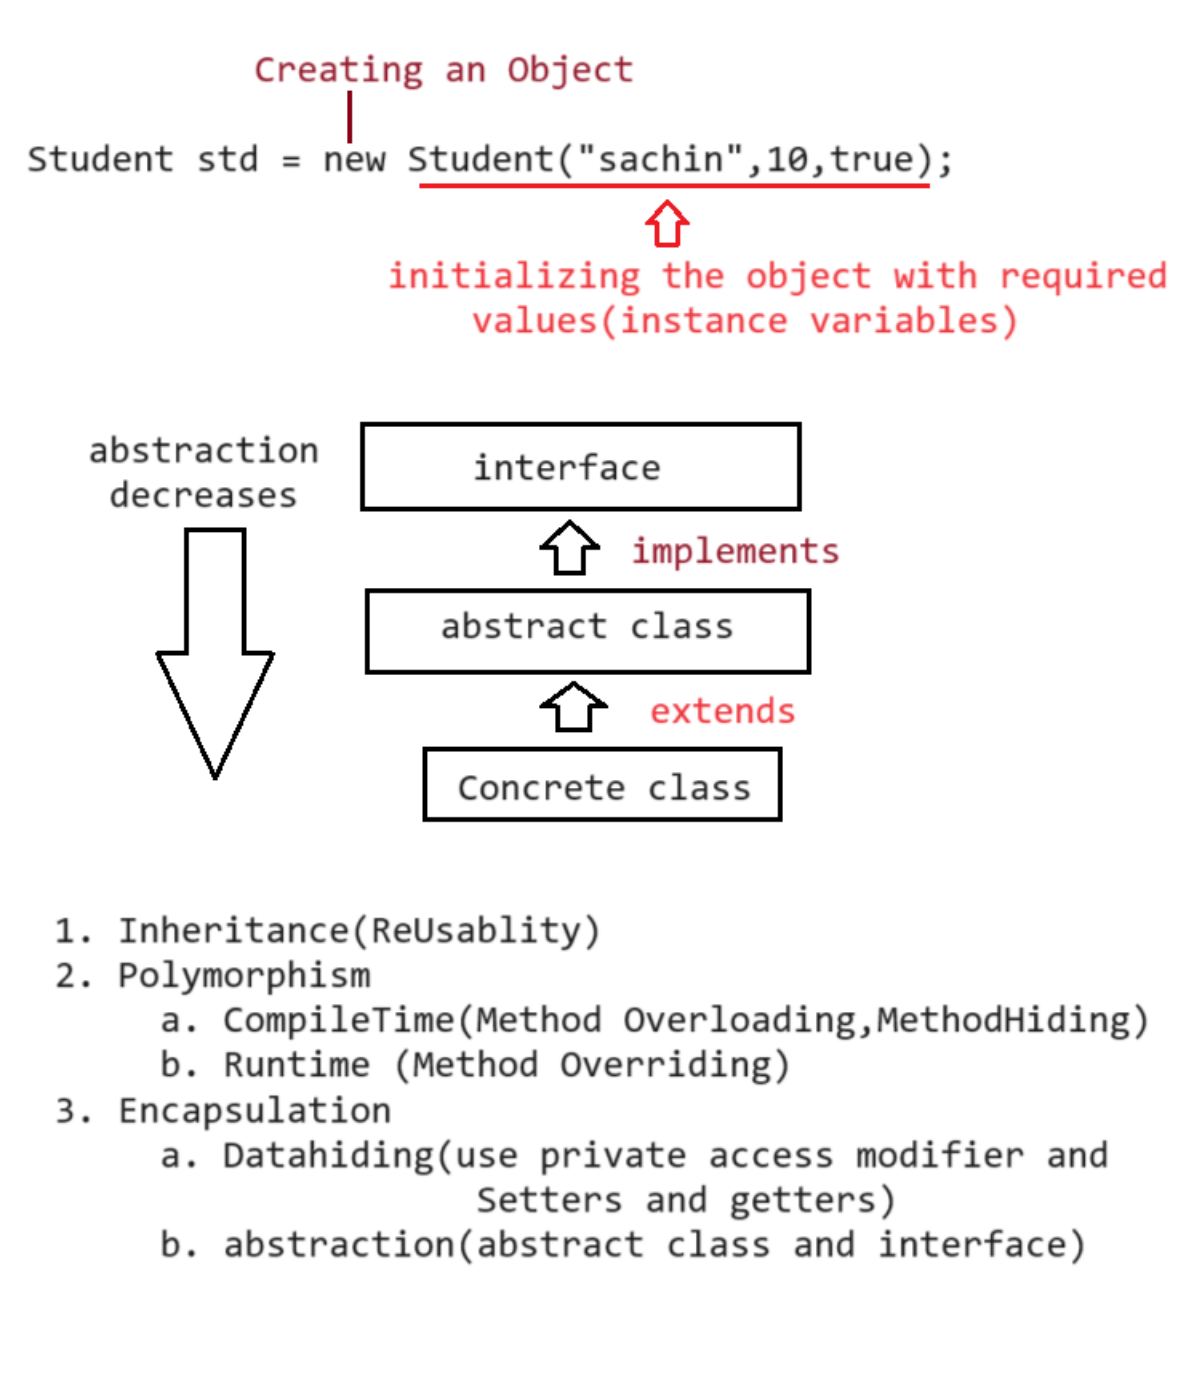 Creating an Object
Student std = new Student("sachin",10,true);
initializing the object with required
values(instance variables)
abstraction
decreases
interface
implements
abstract class
extends
Concrete class
1. Inheritance(ReUsablity)
2. Polymorphism
a. CompileTime(Method Overloading,MethodHiding)
b. Runtime (Method Overriding)
3. Encapsulation
a. Datahiding(use private access modifier and
Setters and getters)
b. abstraction(abstract class and interface)